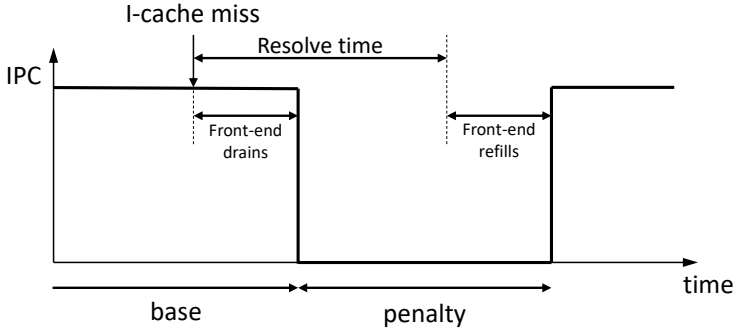 I-cache miss
Resolve time
IPC
Front-end
drains
Front-end
refills
time
base
penalty